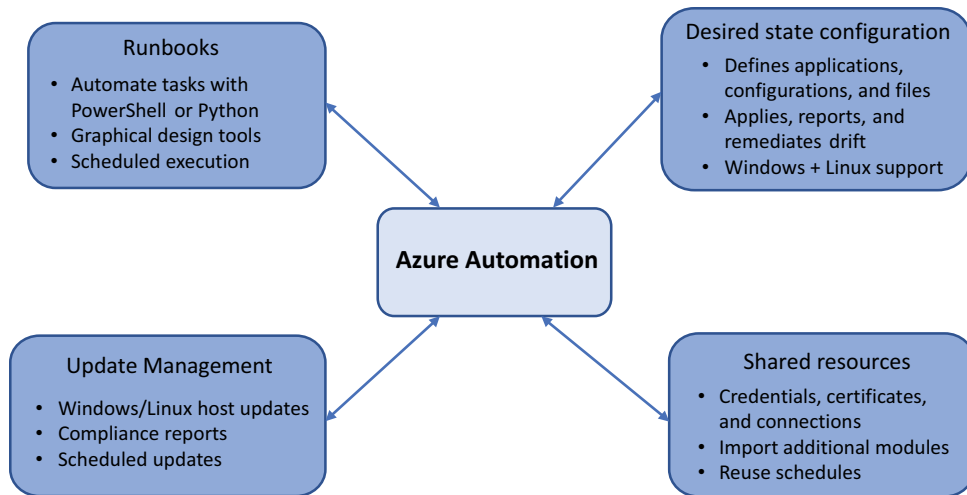 Runbooks
• Automate tasks with
PowerShell or Python
• Graphical design tools
• Scheduled execution
Desired state configuration
• Defines applications,
configurations, and files
• Applies, reports, and
remediates drift
• Windows + Linux support
Azure Automation
Update Management
• Windows/Linux host updates
• Compliance reports
• Scheduled updates
Shared resources
• Credentials, certificates,
and connections
• Import additional modules
• Reuse schedules